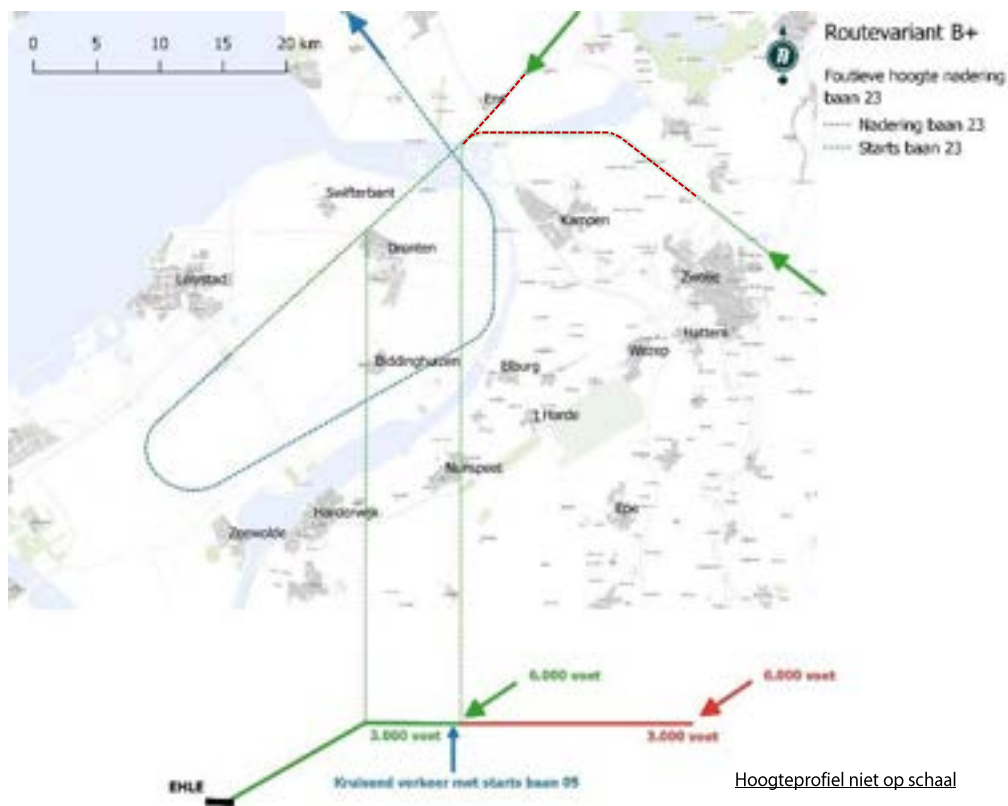 0 5 10 15 20 km
Routevariant B+
Foutieve hoogte nadering
baan 23
Nadering baan 23
Starts baan 23
Ens
Swifterbant
Kampen
Dronten
Lelystad
Zwolle
Hattem
Wezep
Biddinghuizen
Elburg
't Harde
Nunspeet
Epe
Harderwijk
Zeewolde
6.000 voet
6.000 voet
3.000 voet
3.000 voet
Kruisend verkeer met starts baan 05
EHLE
Hoogteprofiel niet op schaal